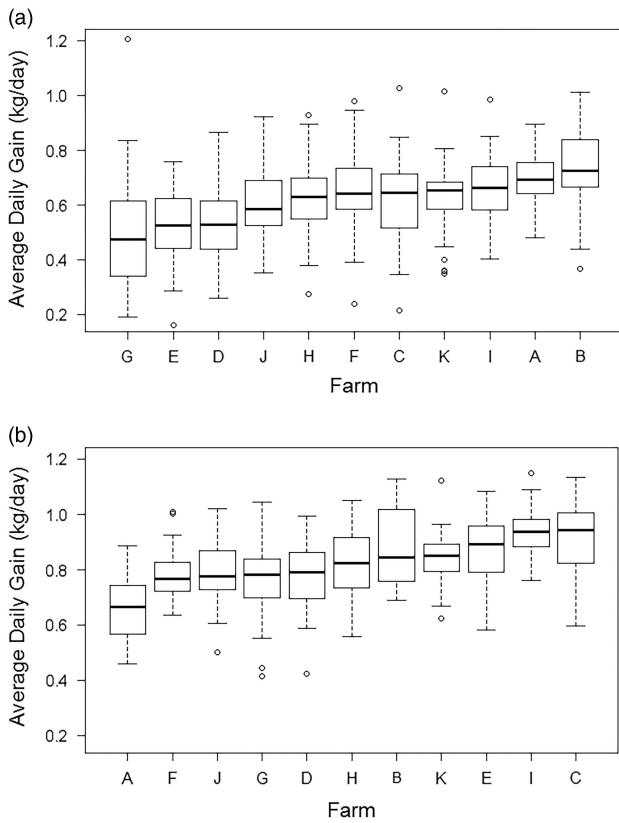 (a)
Average Daily Gain (kg/day)
1.2
1.0
0.8
0.6
0.4
0.2
G E D J H F C K I A B
Farm
(b)
Average Daily Gain (kg/day)
1.2
1.0
0.8
0.6
0.4
0.2
A F J G D H B K E I C
Farm